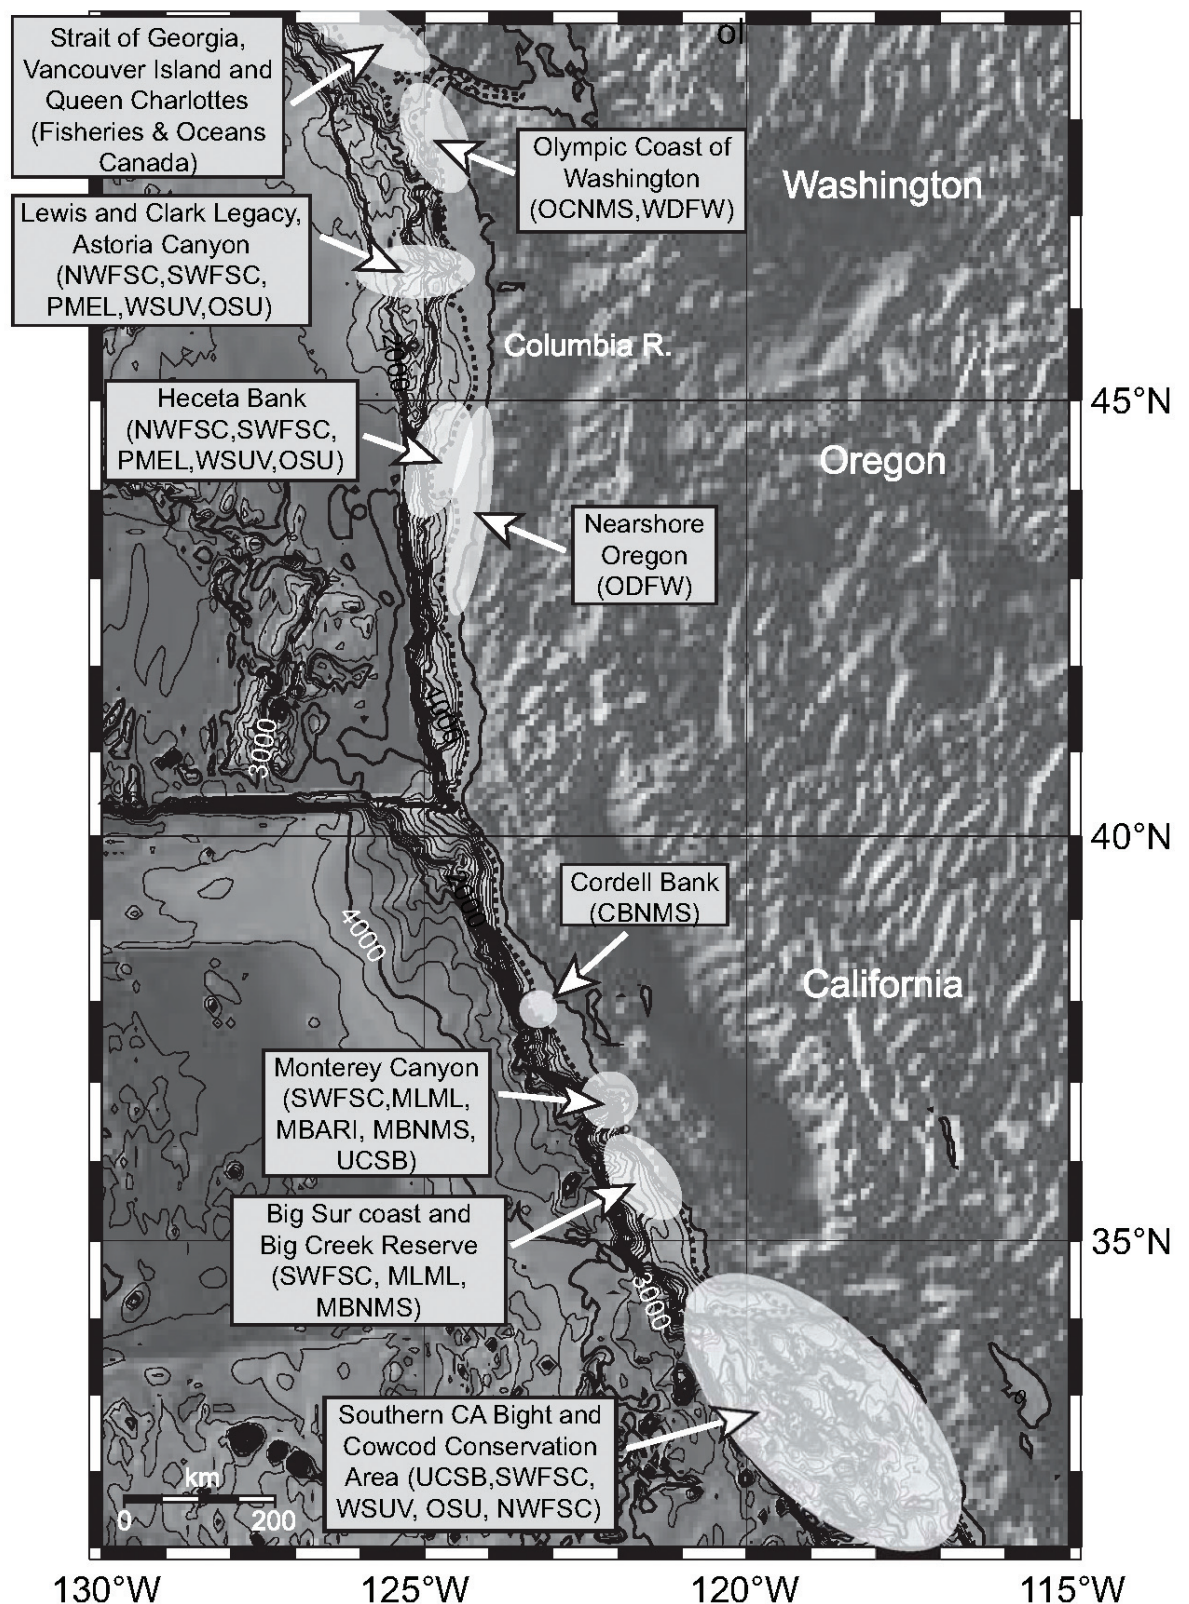 Strait of Georgia,
Vancouver Island and
Queen Charlottes
(Fisheries & Oceans
Canada)
ol
Olympic Coast of
Washington
(OCNMS,WDFW)
Washington
Lewis and Clark Legacy,
Astoria Canyon
(NWFSC,SWFSC,
PMEL,WSUV,OSU)
Columbia R.
2000
Heceta Bank
(NWFSC,SWFSC,
PMEL,WSUV,OSU)
45°N
Oregon
Nearshore
Oregon
(ODFW)
3000
40°N
Cordell Bank
(CBNMS)
4000
California
Monterey Canyon
(SWFSC,MLML,
MBARI, MBNMS,
UCSB)
Big Sur coast and
Big Creek Reserve
(SWFSC, MLML,
MBNMS)
35°N
3000
0
Southern CA Bight and
Cowcod Conservation
Area (UCSB,SWFSC,
WSUV, OSU, NWFSC)
km
0 200
130°W 125°W 120°W 115°W